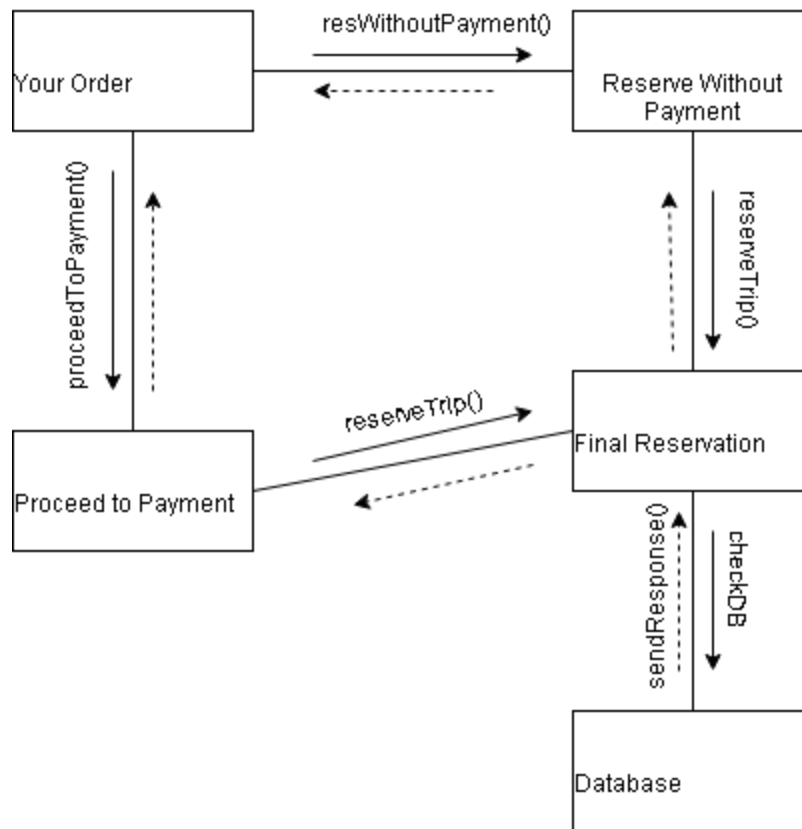 resWithoutPayment()
Your Order
Reserve Without
Payment
proceedToPayment()
reserveTrip()
reserveTrip()
Final Reservation
Proceed to Payment
sendResponse()
checkDB
Database